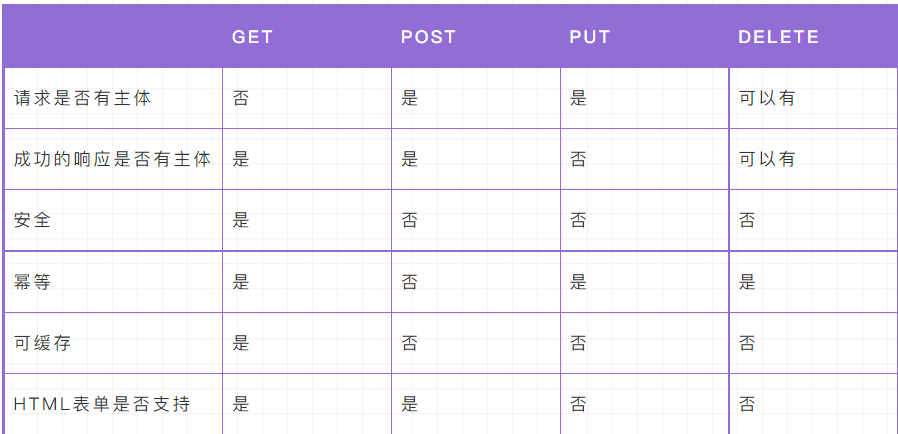 GET POST PUT DELETE
请求是否有主体 否 是 是 可以有
成功的响应是否有主体 是 是 否 可以有
安全 是 否 否 否
幂等 是 否 是 是
可缓存 是 否 否 否
HTML表单是否支持 是 是 否 否